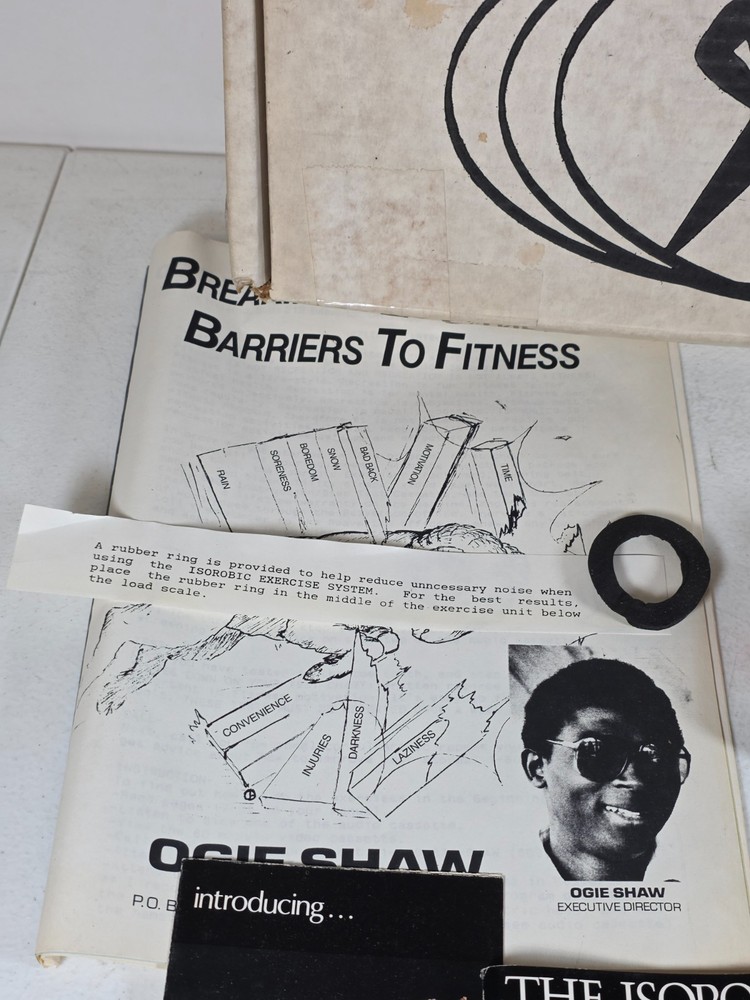 BARRIERS TO FITNESS
RAIN
SORENESS
BOREDOM
SNOW
BAD BACK
MOTIVATION
TIME
A rubber ring is provided to help reduce unncessary noise when
using the ISOROBIC EXERCISE SYSTEM. For the best results,
place the rubber ring in the middle of the exercise unit below
the load scale.
CONVENIENCE
INJURIES
DARKNESS
LAZINESS
OGIE SHAW
OGIE SHAW
EXECUTIVE DIRECTOR
P.O.
introducing...
THE